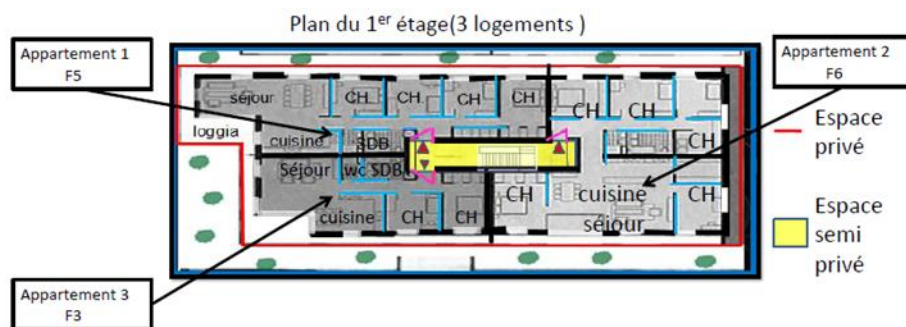 Plan du 1er étage(3 logements )
Appartement 1
F5
Appartement 2
F6
séjour
CH
CH
CH
CH
CH
CH
CH
loggia
cuisine
SDB
Séjour
wc SDB
cuisine
CH
CH
CH
cuisine
séjour
CH
Espace
privé
Espace
semi
privé
Appartement 3
F3